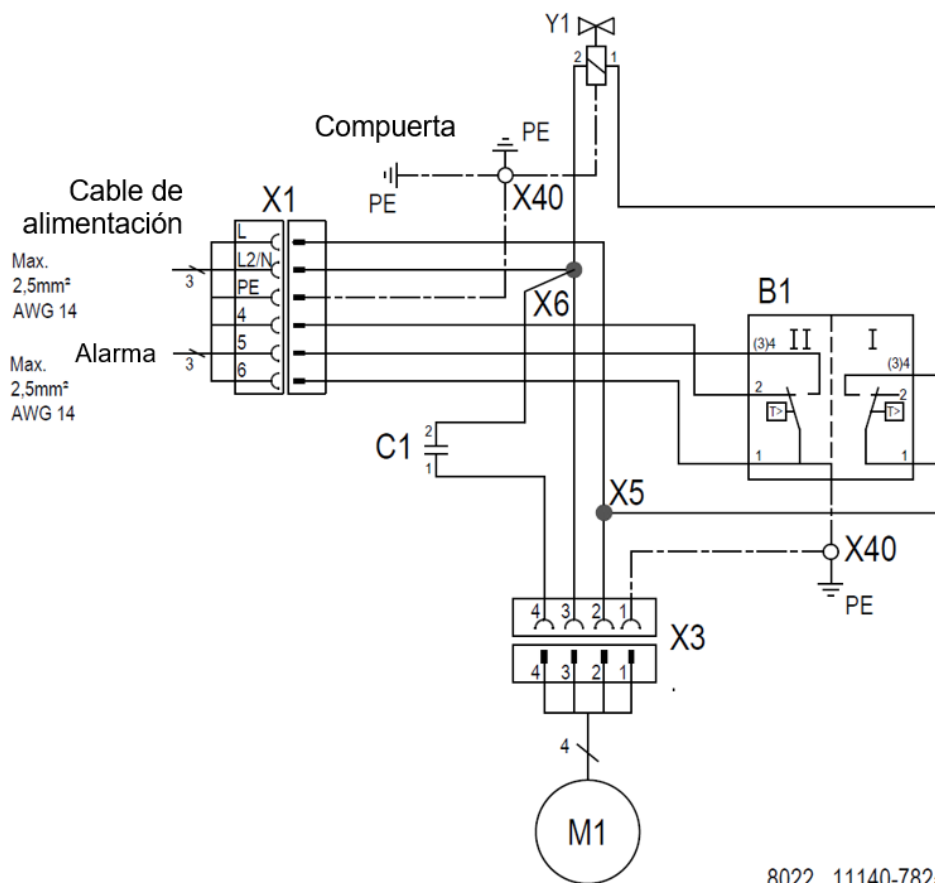 Y1
2 1
Compuerta
PE
PE
X40
Cable de
alimentación
X1
Max.
2,5mm²
AWG 14
3
L
L2/N
PE
4
5
6
Alarma
3
Max.
2,5mm²
AWG 14
X6
B1
II I
(3)4 (3)4
2 2
T> T>
1 1
C1
2
1
X5
X40
PE
4 3 2 1
X3
4 3 2 1
4
M1